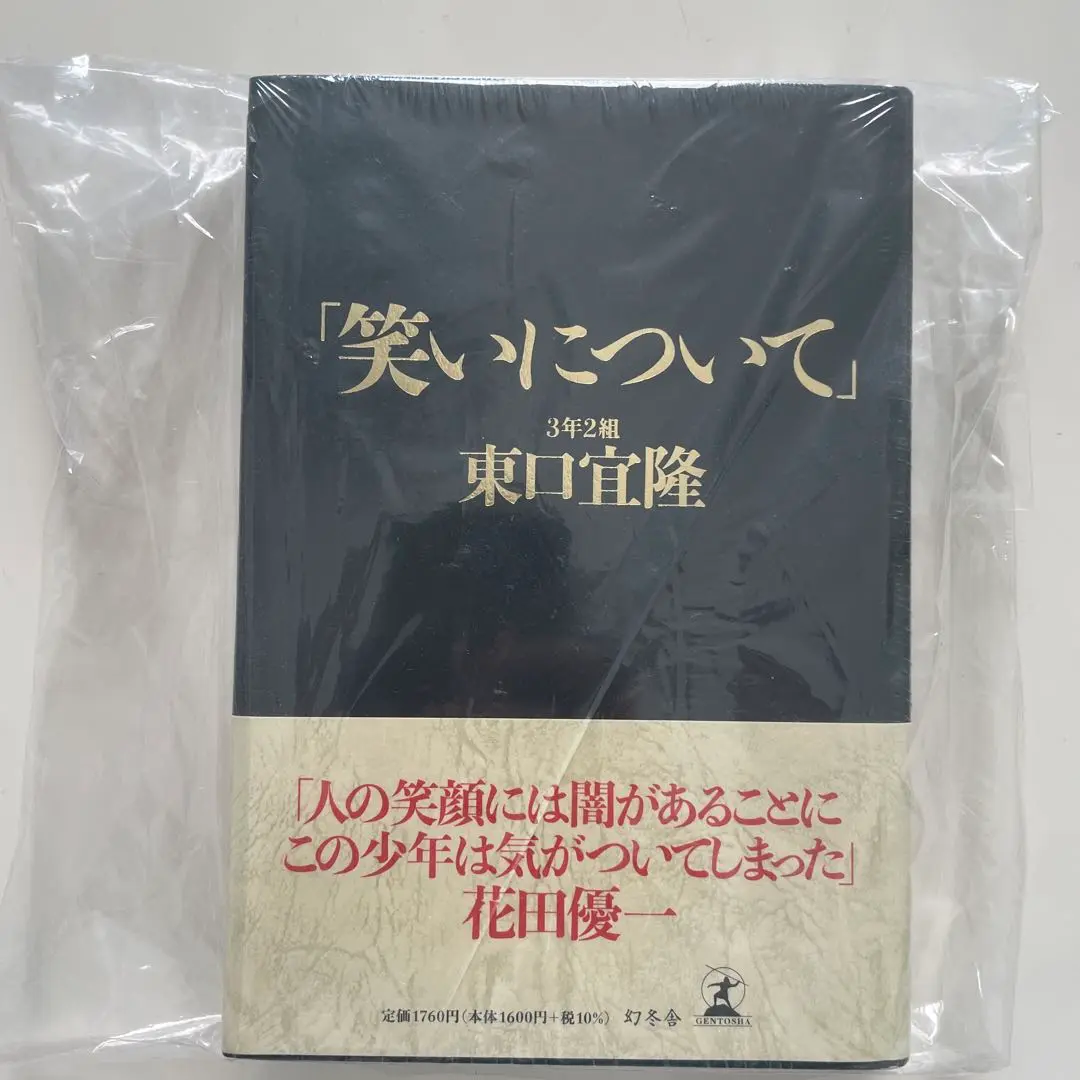 「笑いについて」
3年2組
東口宜隆
「人の笑顔には闇があることに
この少年は気がついてしまった」
花田優一
定価1760円(本体1600円+税10%) 幻冬舎
GENTOSHA